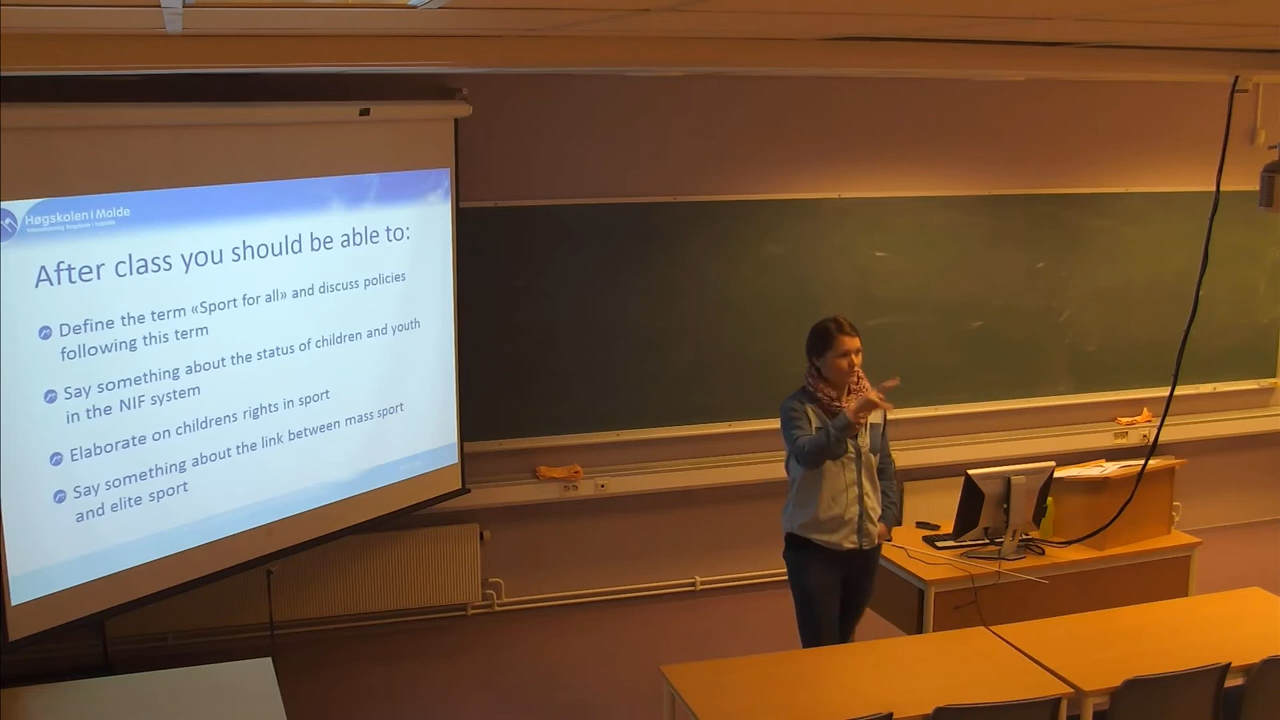 Høgskolen i Molde
After class you should be able to:
Define the term «Sport for all» and discuss policies
following this term
Say something about the status of children and youth
in the NIF system
Elaborate on childrens rights in sport
Say something about the link between mass sport
and elite sport